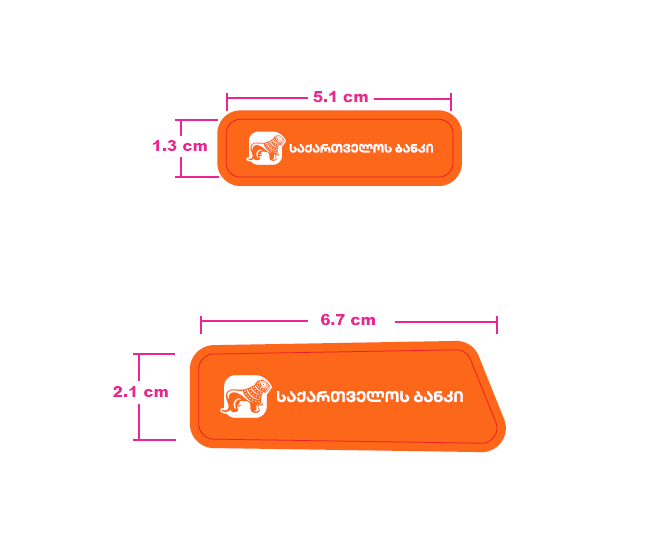 5.1 cm
1.3 cm
საქართველოს ბანკი
6.7 cm
2.1 cm
საქართველოს ბანკი